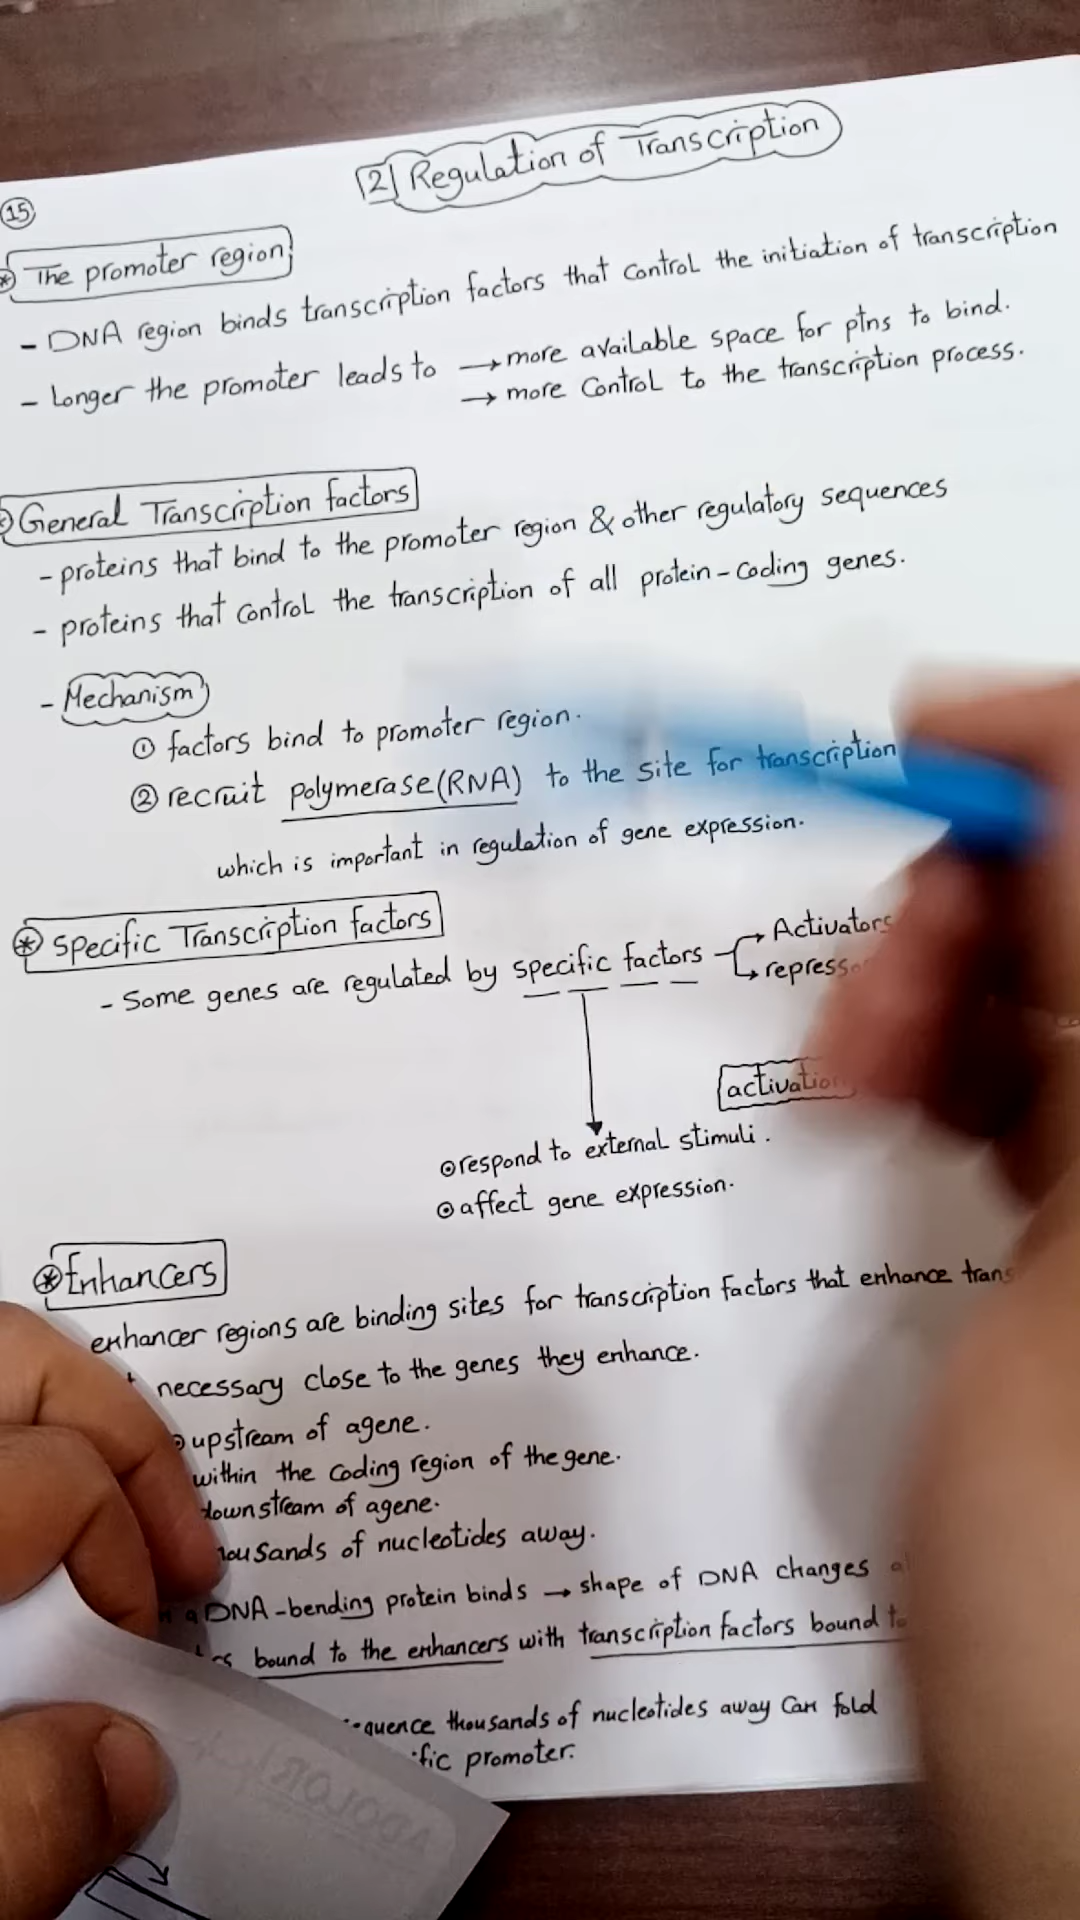 [2] Regulation of Transcription
15
* The promoter region
- DNA region binds transcription factors that control the initiation of transcription
- Longer the promoter leads to → more available space for ptns to bind.
→ more control to the transcription process.
General Transcription factors
- proteins that bind to the promoter region & other regulatory sequences
- proteins that control the transcription of all protein-coding genes.
- Mechanism
① factors bind to promoter region.
② recruit polymerase (RNA) to the site for transcription
which is important in regulation of gene expression.
* Specific Transcription factors
- Some genes are regulated by specific factors → Activators
→ repress
activation
⊙ respond to external stimuli.
⊙ affect gene expression.
* Enhancers
enhancer regions are binding sites for transcription factors that enhance trans
necessary close to the genes they enhance.
upstream of agene.
within the coding region of the gene.
downstream of agene.
housands of nucleotides away.
a DNA-bending protein binds → shape of DNA changes
bound to the enhancers with transcription factors bound to
quence thousands of nucleotides away can fold
fic promoter.